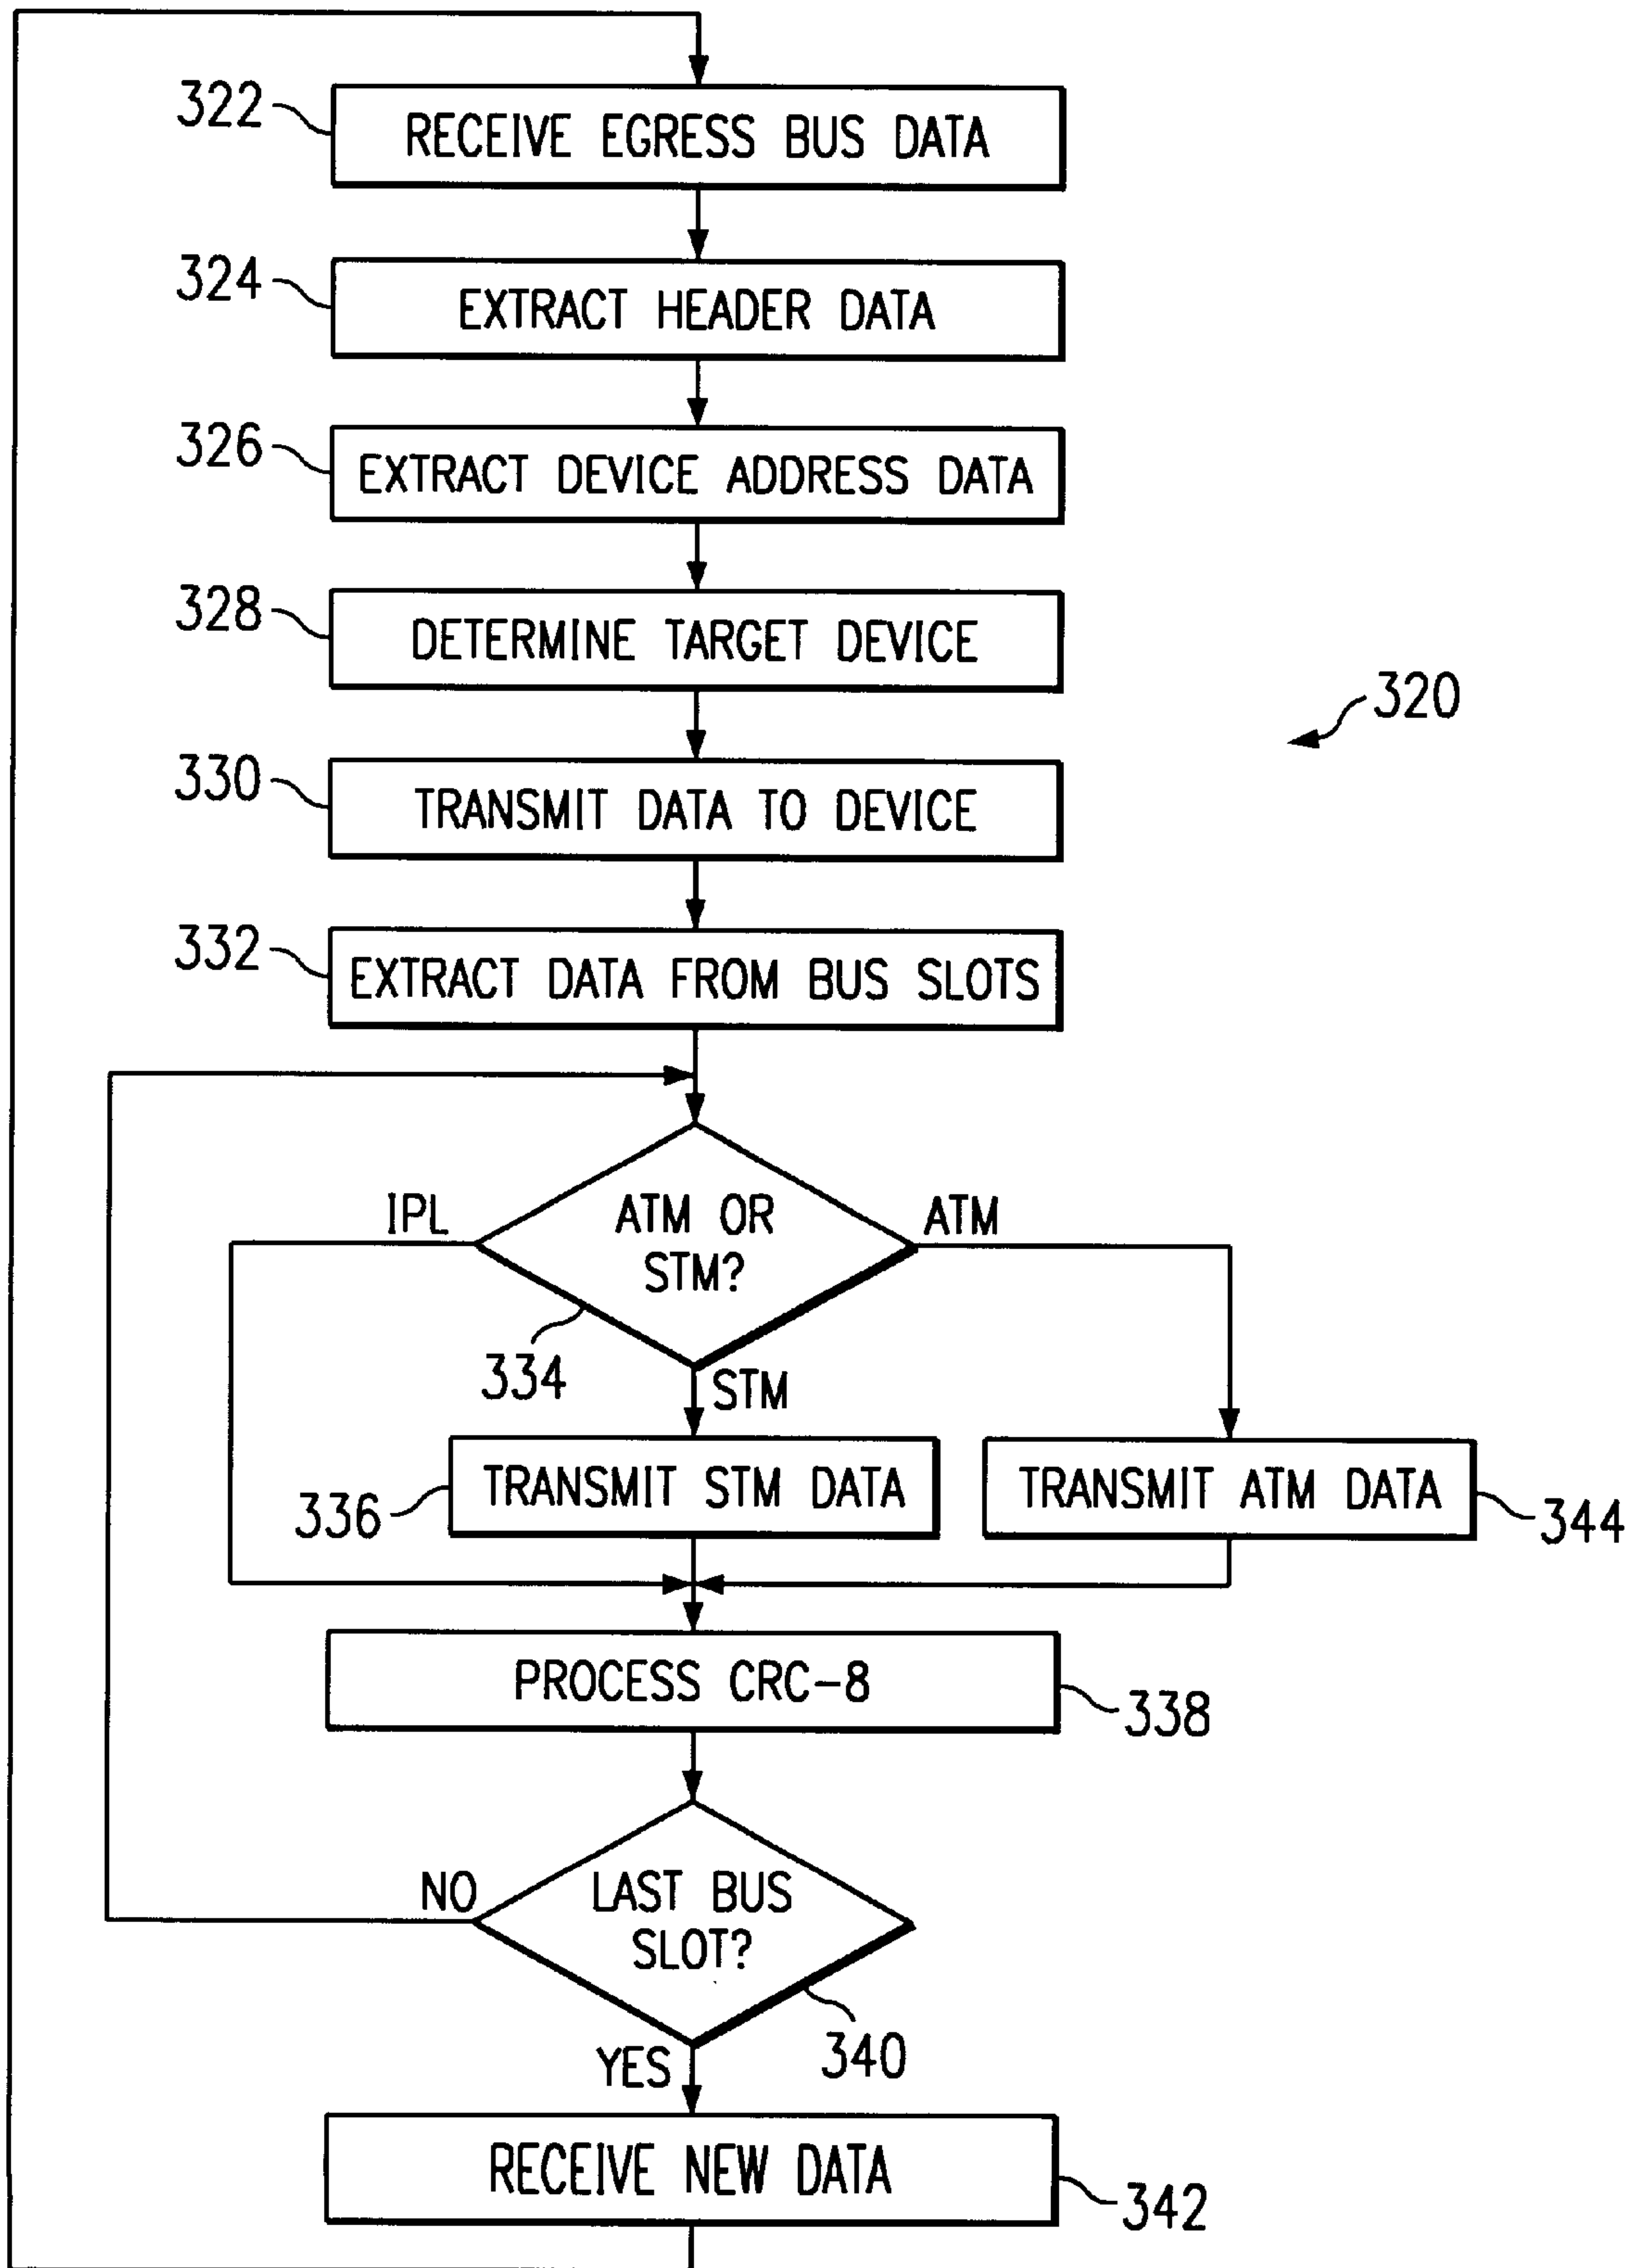 322
RECEIVE EGRESS BUS DATA
324
EXTRACT HEADER DATA
326
EXTRACT DEVICE ADDRESS DATA
328
DETERMINE TARGET DEVICE
320
330
TRANSMIT DATA TO DEVICE
332
EXTRACT DATA FROM BUS SLOTS
IPL
ATM OR
STM?
ATM
334
STM
336
TRANSMIT STM DATA
TRANSMIT ATM DATA
344
PROCESS CRC-8
338
NO
LAST BUS
SLOT?
340
YES
RECEIVE NEW DATA
342